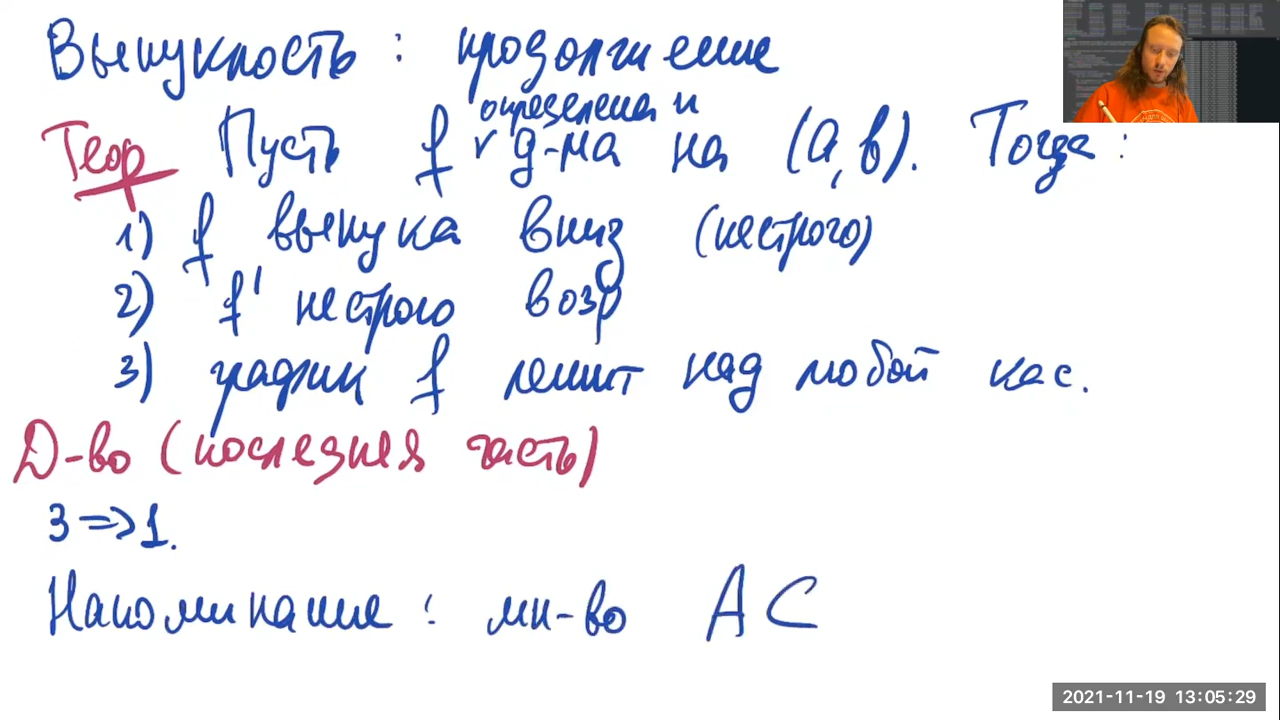 Выпуклость: продолжение
определена и
Теор Пусть f д-ма на (a, b). Тогда:
1) f выпукла вниз (нестрого)
2) f' нестрого возр
3) график f лежит над любой кас.
Д-во (последняя часть)
3 => 1.
Напоминание: мн-во A C
2021-11-19 13:05:29